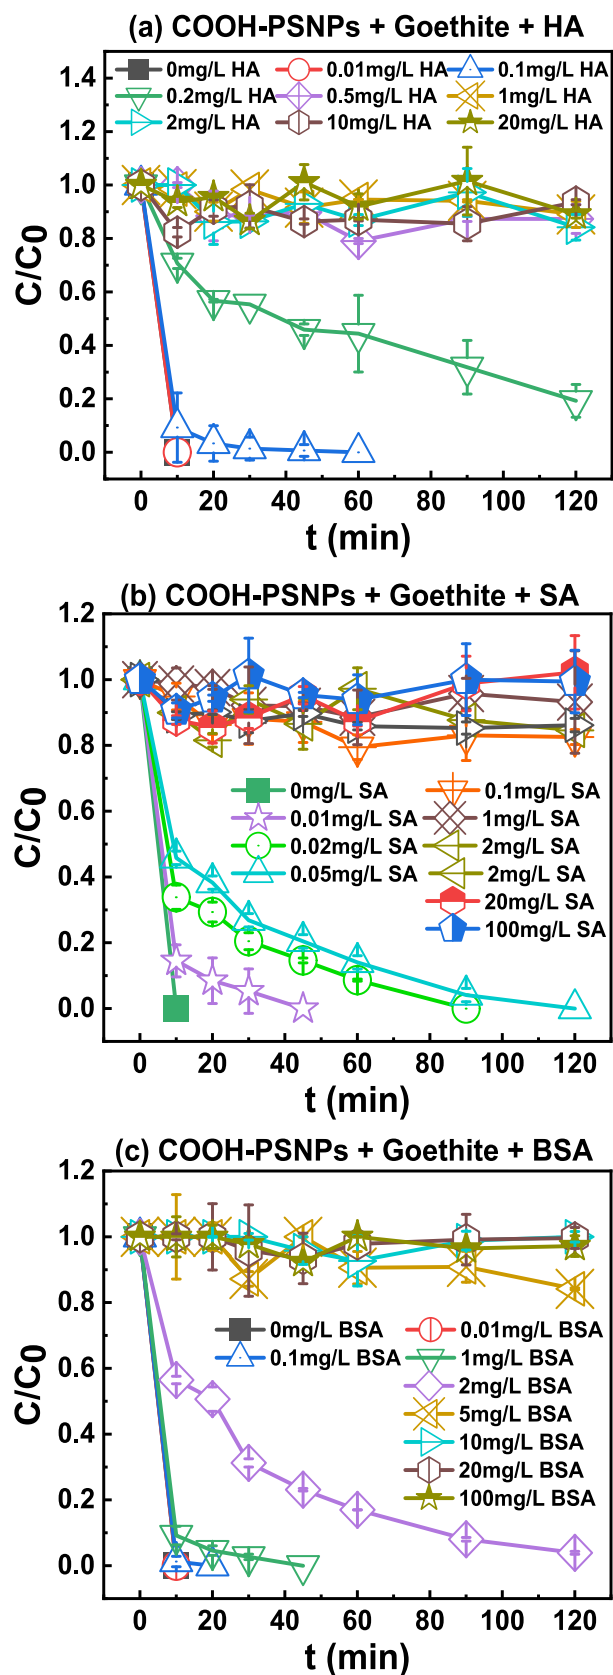 (a) COOH-PSNPs + Goethite + HA
0mg/L HA 0.01mg/L HA 0.1mg/L HA
0.2mg/L HA 0.5mg/L HA 1mg/L HA
2mg/L HA 10mg/L HA 20mg/L HA
1.4
1.2
1.0
0.8
0.6
0.4
0.2
0.0
C/C0
0 20 40 60 80 100 120
t (min)
(b) COOH-PSNPs + Goethite + SA
1.2
1.0
0.8
0.6
0.4
0.2
0.0
C/C0
0mg/L SA 0.1mg/L SA
0.01mg/L SA 1mg/L SA
0.02mg/L SA 2mg/L SA
0.05mg/L SA 2mg/L SA
20mg/L SA
100mg/L SA
0 20 40 60 80 100 120
t (min)
(c) COOH-PSNPs + Goethite + BSA
1.2
1.0
0.8
0.6
0.4
0.2
0.0
C/C0
0mg/L BSA 0.01mg/L BSA
0.1mg/L BSA 1mg/L BSA
2mg/L BSA
5mg/L BSA
10mg/L BSA
20mg/L BSA
100mg/L BSA
0 20 40 60 80 100 120
t (min)